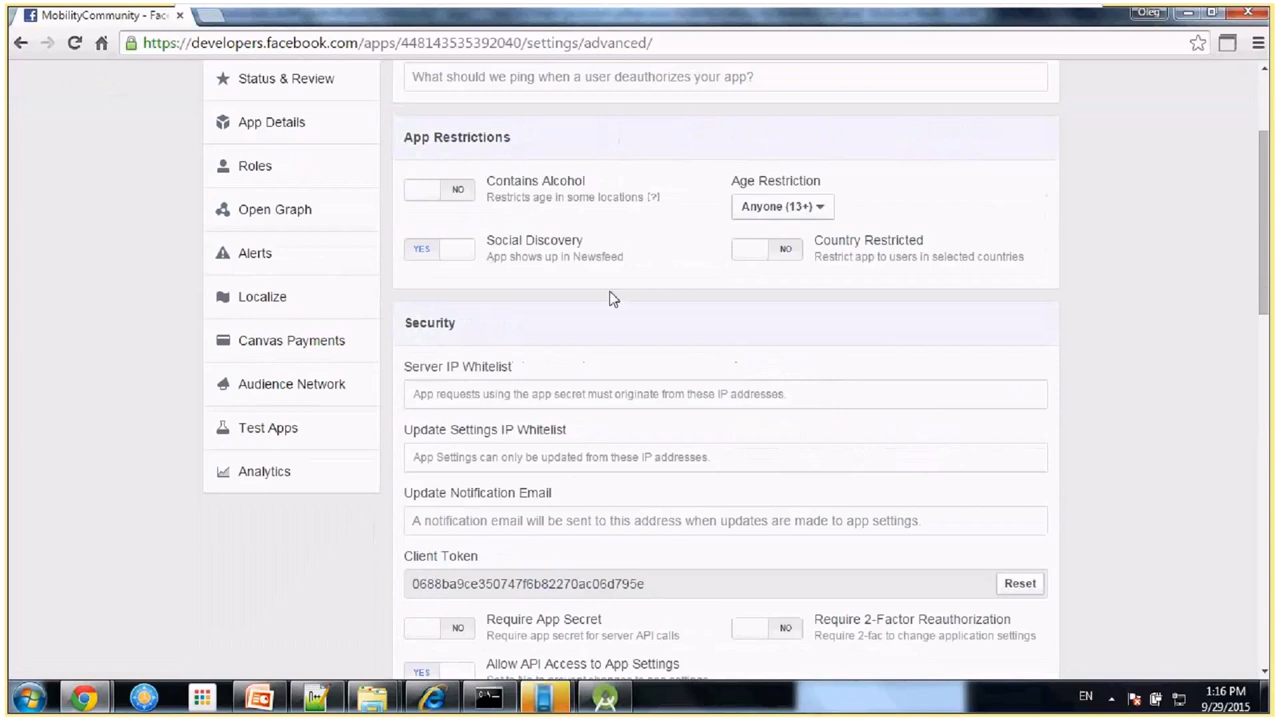 MobilityCommunity - Fac
Oleg
https://developers.facebook.com/apps/448143535392040/settings/advanced/
Status & Review
App Details
Roles
Open Graph
Alerts
Localize
Canvas Payments
Audience Network
Test Apps
Analytics
What should we ping when a user deauthorizes your app?
App Restrictions
NO
Contains Alcohol
Restricts age in some locations [?]
Age Restriction
Anyone (13+)
YES
Social Discovery
App shows up in Newsfeed
NO
Country Restricted
Restrict app to users in selected countries
Security
Server IP Whitelist
App requests using the app secret must originate from these IP addresses.
Update Settings IP Whitelist
App Settings can only be updated from these IP addresses.
Update Notification Email
A notification email will be sent to this address when updates are made to app settings.
Client Token
0688ba9ce350747f6b82270ac06d795e
Reset
NO
Require App Secret
Require app secret for server API calls
NO
Require 2-Factor Reauthorization
Require 2-fac to change application settings
YES
Allow API Access to App Settings
EN
1:16 PM
9/29/2015